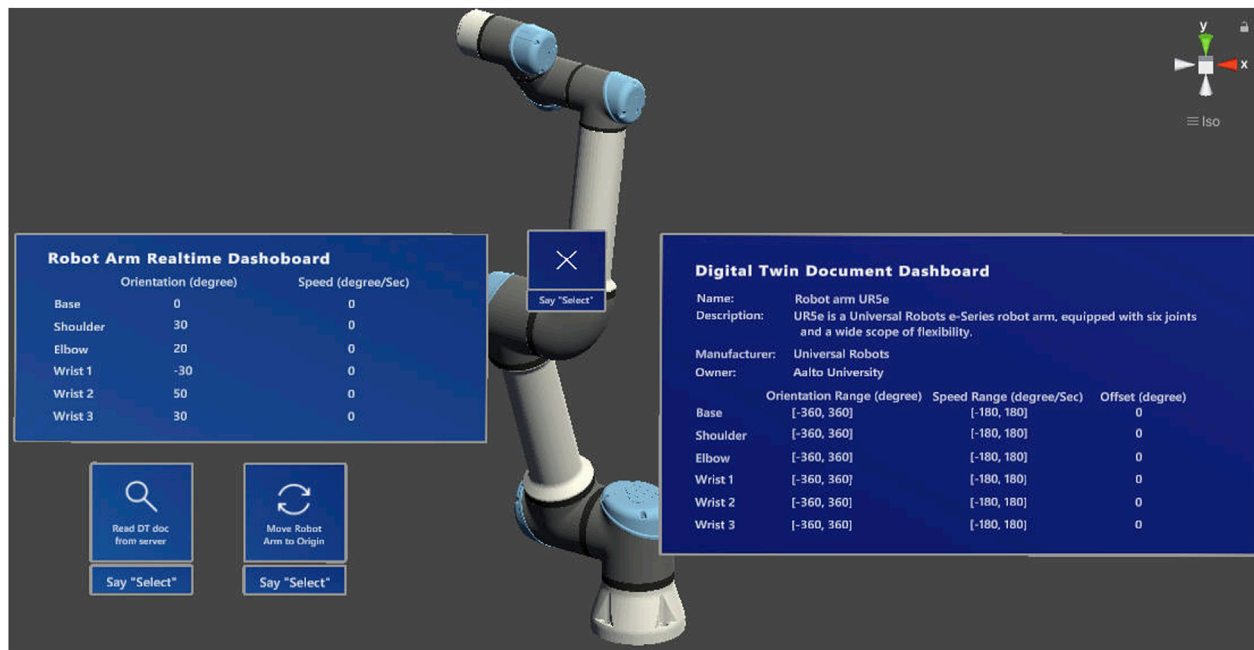 y
x
Iso
Robot Arm Realtime Dashoboard
Orientation (degree) Speed (degree/Sec)
Base 0 0
Shoulder 30 0
Elbow 20 0
Wrist 1 -30 0
Wrist 2 50 0
Wrist 3 30 0
Read DT doc
from server
Say "Select"
Move Robot
Arm to Origin
Say "Select"
Say "Select"
Digital Twin Document Dashboard
Name: Robot arm UR5e
Description: UR5e is a Universal Robots e-Series robot arm, equipped with six joints
and a wide scope of flexibility.
Manufacturer: Universal Robots
Owner: Aalto University
Orientation Range (degree) Speed Range (degree/Sec) Offset (degree)
Base [-360, 360] [-180, 180] 0
Shoulder [-360, 360] [-180, 180] 0
Elbow [-360, 360] [-180, 180] 0
Wrist 1 [-360, 360] [-180, 180] 0
Wrist 2 [-360, 360] [-180, 180] 0
Wrist 3 [-360, 360] [-180, 180] 0